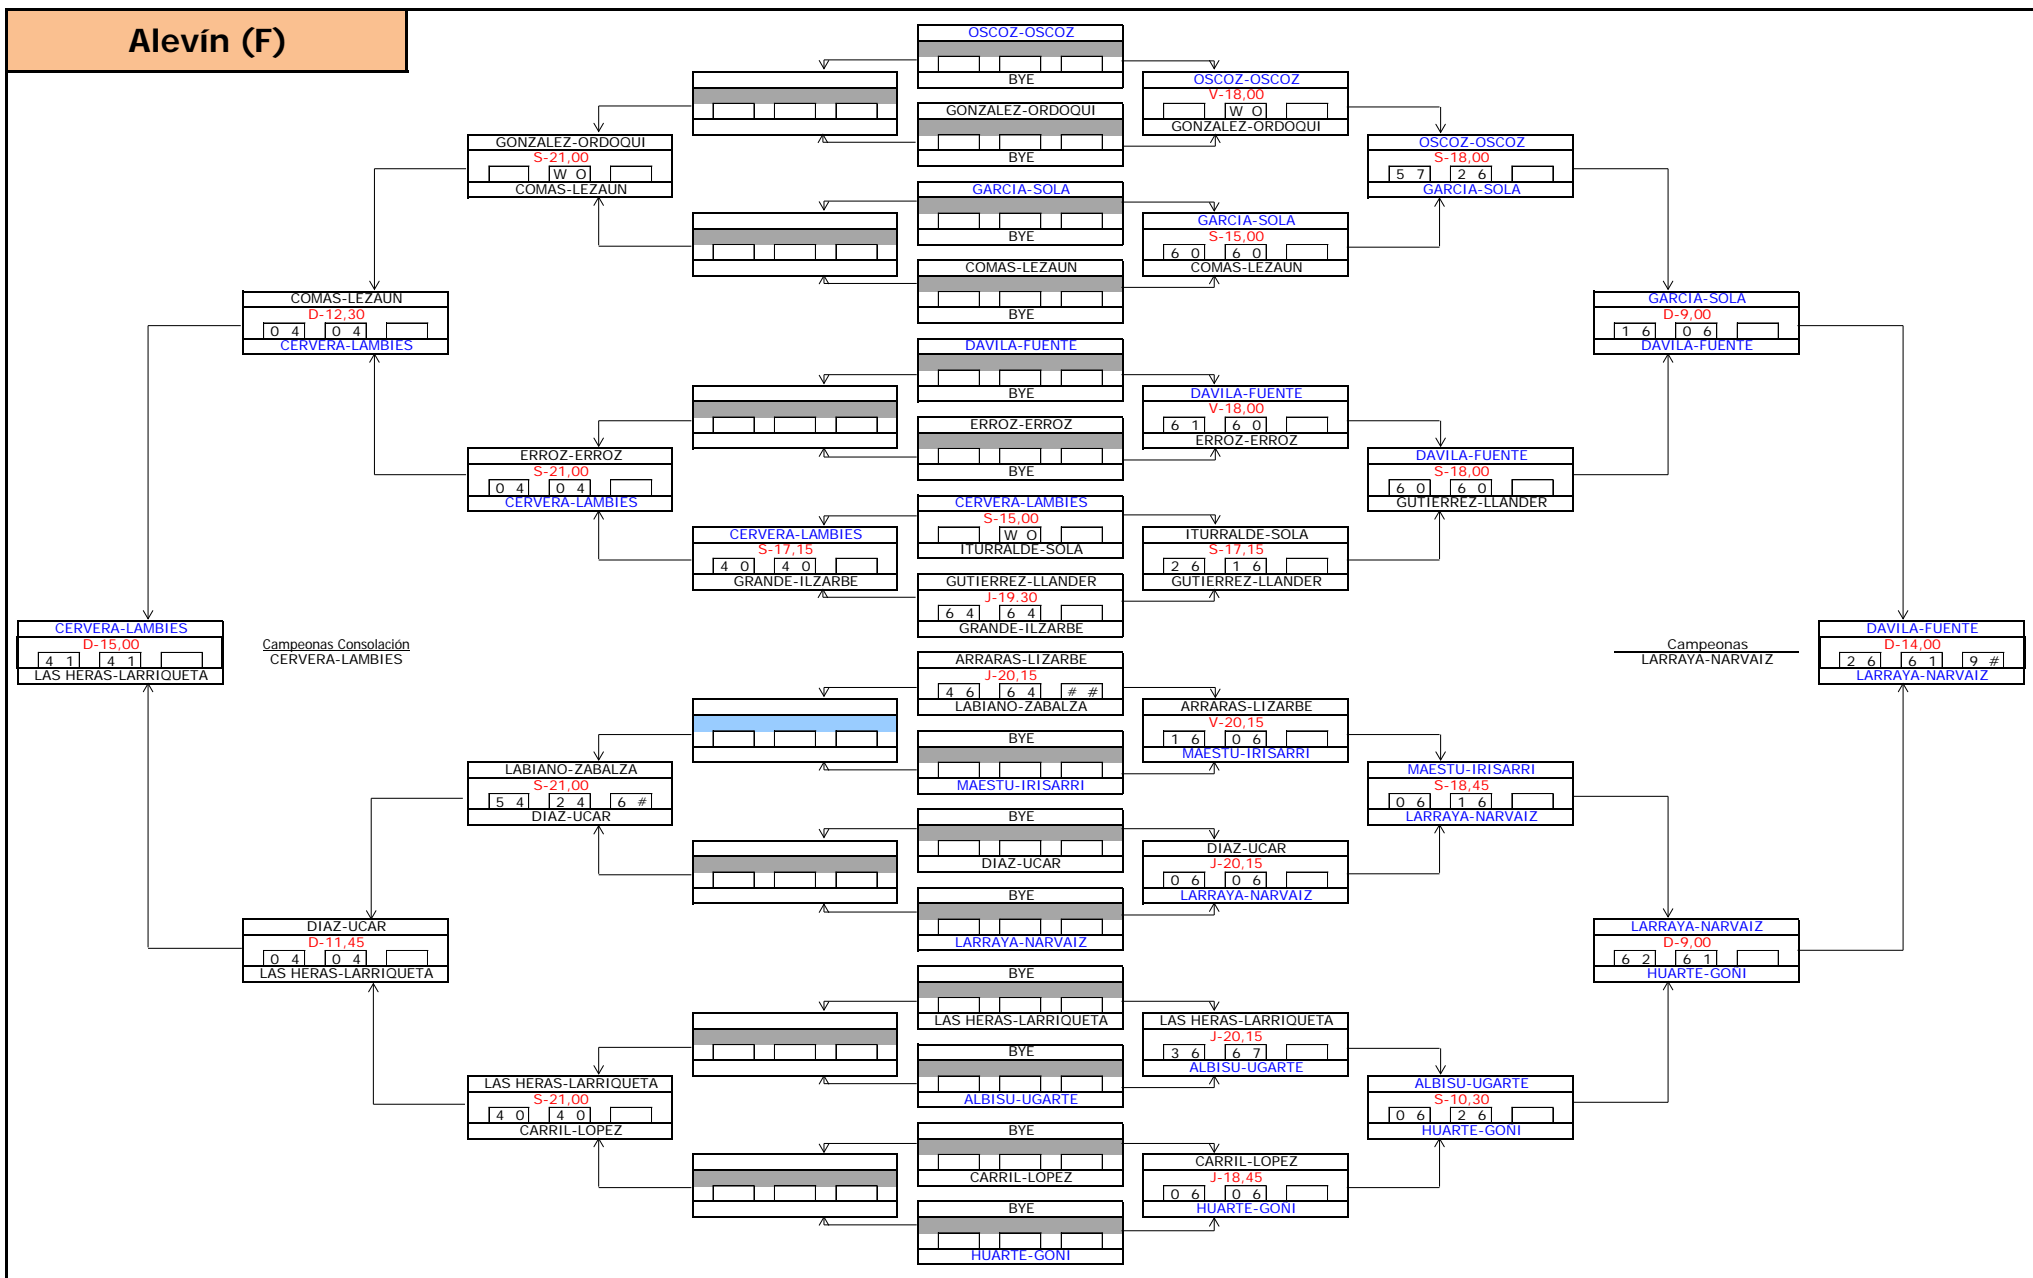 Alevín (F)
OSCOZ-OSCOZ
BYE
GONZALEZ-ORDOQUI
BYE
GARCIA-SOLA
BYE
COMAS-LEZAUN
BYE
DAVILA-FUENTE
BYE
ERROZ-ERROZ
BYE
CERVERA-LAMBIES
S-15,00
W O
ITURRALDE-SOLA
GUTIERREZ-LLANDER
J-19.30
6 4 6 4
GRANDE-ILZARBE
ARRARAS-LIZARBE
J-20,15
4 6 6 4 # #
LABIANO-ZABALZA
BYE
MAESTU-IRISARRI
BYE
DIAZ-UCAR
BYE
LARRAYA-NARVAIZ
BYE
LAS HERAS-LARRIQUETA
BYE
ALBISU-UGARTE
BYE
CARRIL-LOPEZ
BYE
HUARTE-GOÑI
OSCOZ-OSCOZ
V-18,00
W O
GONZALEZ-ORDOQUI
GARCIA-SOLA
S-15,00
6 0 6 0
COMAS-LEZAUN
DAVILA-FUENTE
V-18,00
6 1 6 0
ERROZ-ERROZ
ITURRALDE-SOLA
S-17,15
2 6 1 6
GUTIERREZ-LLANDER
ARRARAS-LIZARBE
V-20,15
1 6 0 6
MAESTU-IRISARRI
DIAZ-UCAR
J-20,15
0 6 0 6
LARRAYA-NARVAIZ
LAS HERAS-LARRIQUETA
J-20,15
3 6 6 7
ALBISU-UGARTE
CARRIL-LOPEZ
J-18,45
0 6 0 6
HUARTE-GOÑI
OSCOZ-OSCOZ
S-18,00
5 7 2 6
GARCIA-SOLA
DAVILA-FUENTE
S-18,00
6 0 6 0
GUTIERREZ-LLANDER
MAESTU-IRISARRI
S-18,45
0 6 1 6
LARRAYA-NARVAIZ
ALBISU-UGARTE
S-10,30
0 6 2 6
HUARTE-GOÑI
GARCIA-SOLA
D-9,00
1 6 0 6
DAVILA-FUENTE
LARRAYA-NARVAIZ
D-9,00
6 2 6 1
HUARTE-GOÑI
DAVILA-FUENTE
D-14,00
2 6 6 1 9 #
LARRAYA-NARVAIZ
Campeonas
LARRAYA-NARVAIZ
CERVERA-LAMBIES
S-17,15
4 0 4 0
GRANDE-ILZARBE
GONZALEZ-ORDOQUI
S-21,00
W O
COMAS-LEZAUN
ERROZ-ERROZ
S-21,00
0 4 0 4
CERVERA-LAMBIES
LABIANO-ZABALZA
S-21,00
5 4 2 4 6 #
DIAZ-UCAR
LAS HERAS-LARRIQUETA
S-21,00
4 0 4 0
CARRIL-LOPEZ
COMAS-LEZAUN
D-12,30
0 4 0 4
CERVERA-LAMBIES
DIAZ-UCAR
D-11,45
0 4 0 4
LAS HERAS-LARRIQUETA
CERVERA-LAMBIES
D-15,00
4 1 4 1
LAS HERAS-LARRIQUETA
Campeonas Consolación
CERVERA-LAMBIES